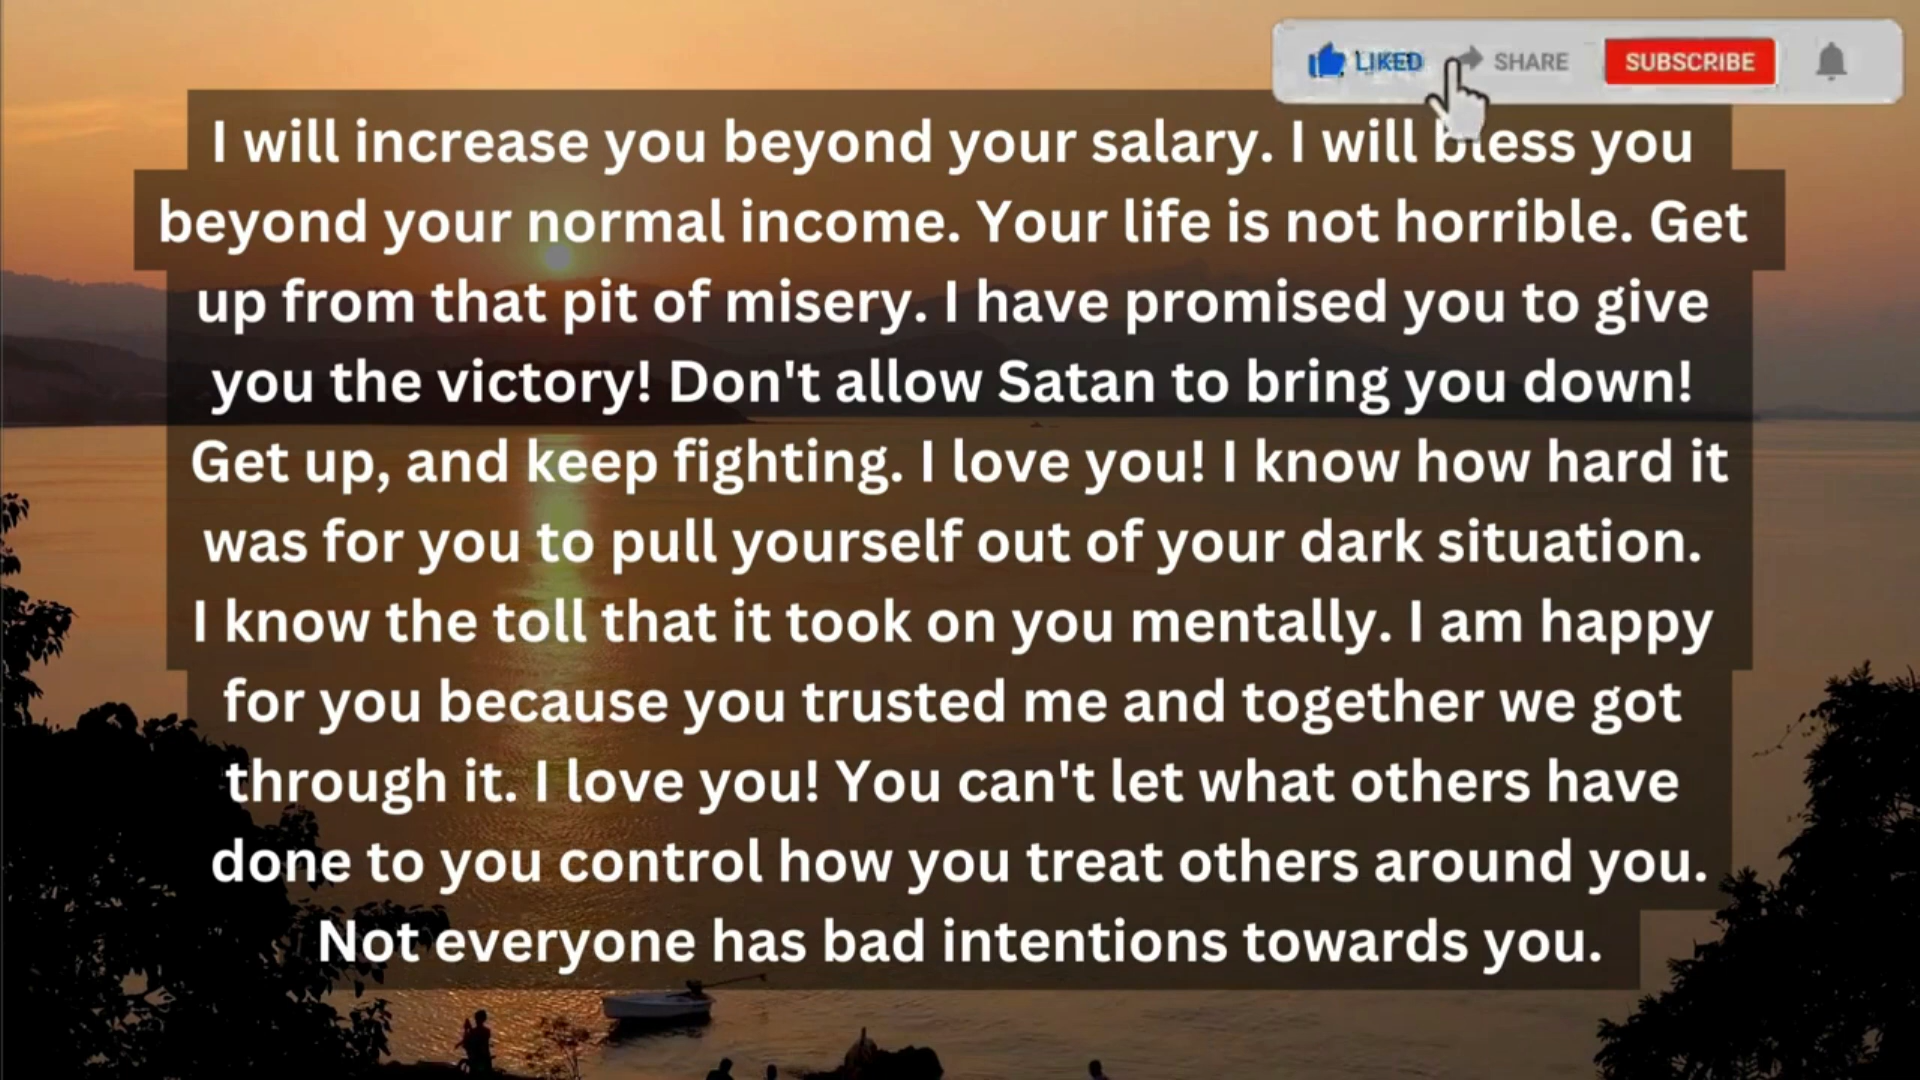 LIKED SHARE SUBSCRIBE
I will increase you beyond your salary. I will bless you
beyond your normal income. Your life is not horrible. Get
up from that pit of misery. I have promised you to give
you the victory! Don't allow Satan to bring you down!
Get up, and keep fighting. I love you! I know how hard it
was for you to pull yourself out of your dark situation.
I know the toll that it took on you mentally. I am happy
for you because you trusted me and together we got
through it. I love you! You can't let what others have
done to you control how you treat others around you.
Not everyone has bad intentions towards you.